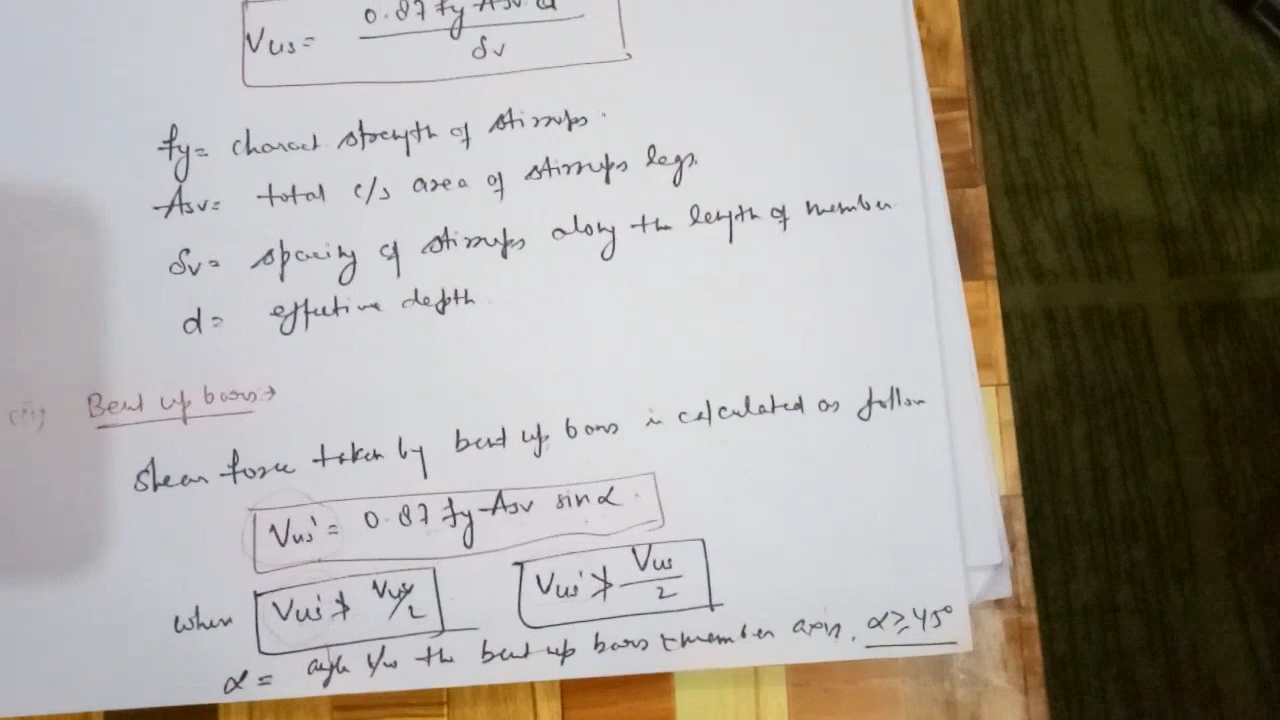 Vus = 0.87 fy Asv d / Sv
fy = charact strength of stirrups.
Asv = total c/s area of stirrups legs.
Sv = spacing of stirrups along the length of member
d = effective depth
(ii) Bent up bars →
Shear force taken by bent up bars is calculated as follow
Vus' = 0.87 fy Asv sin α.
when Vus' ≯ Vus/2 Vus' ≯ Vus/2
α = angle b/w the bent up bars & member axis, α ≥ 45°